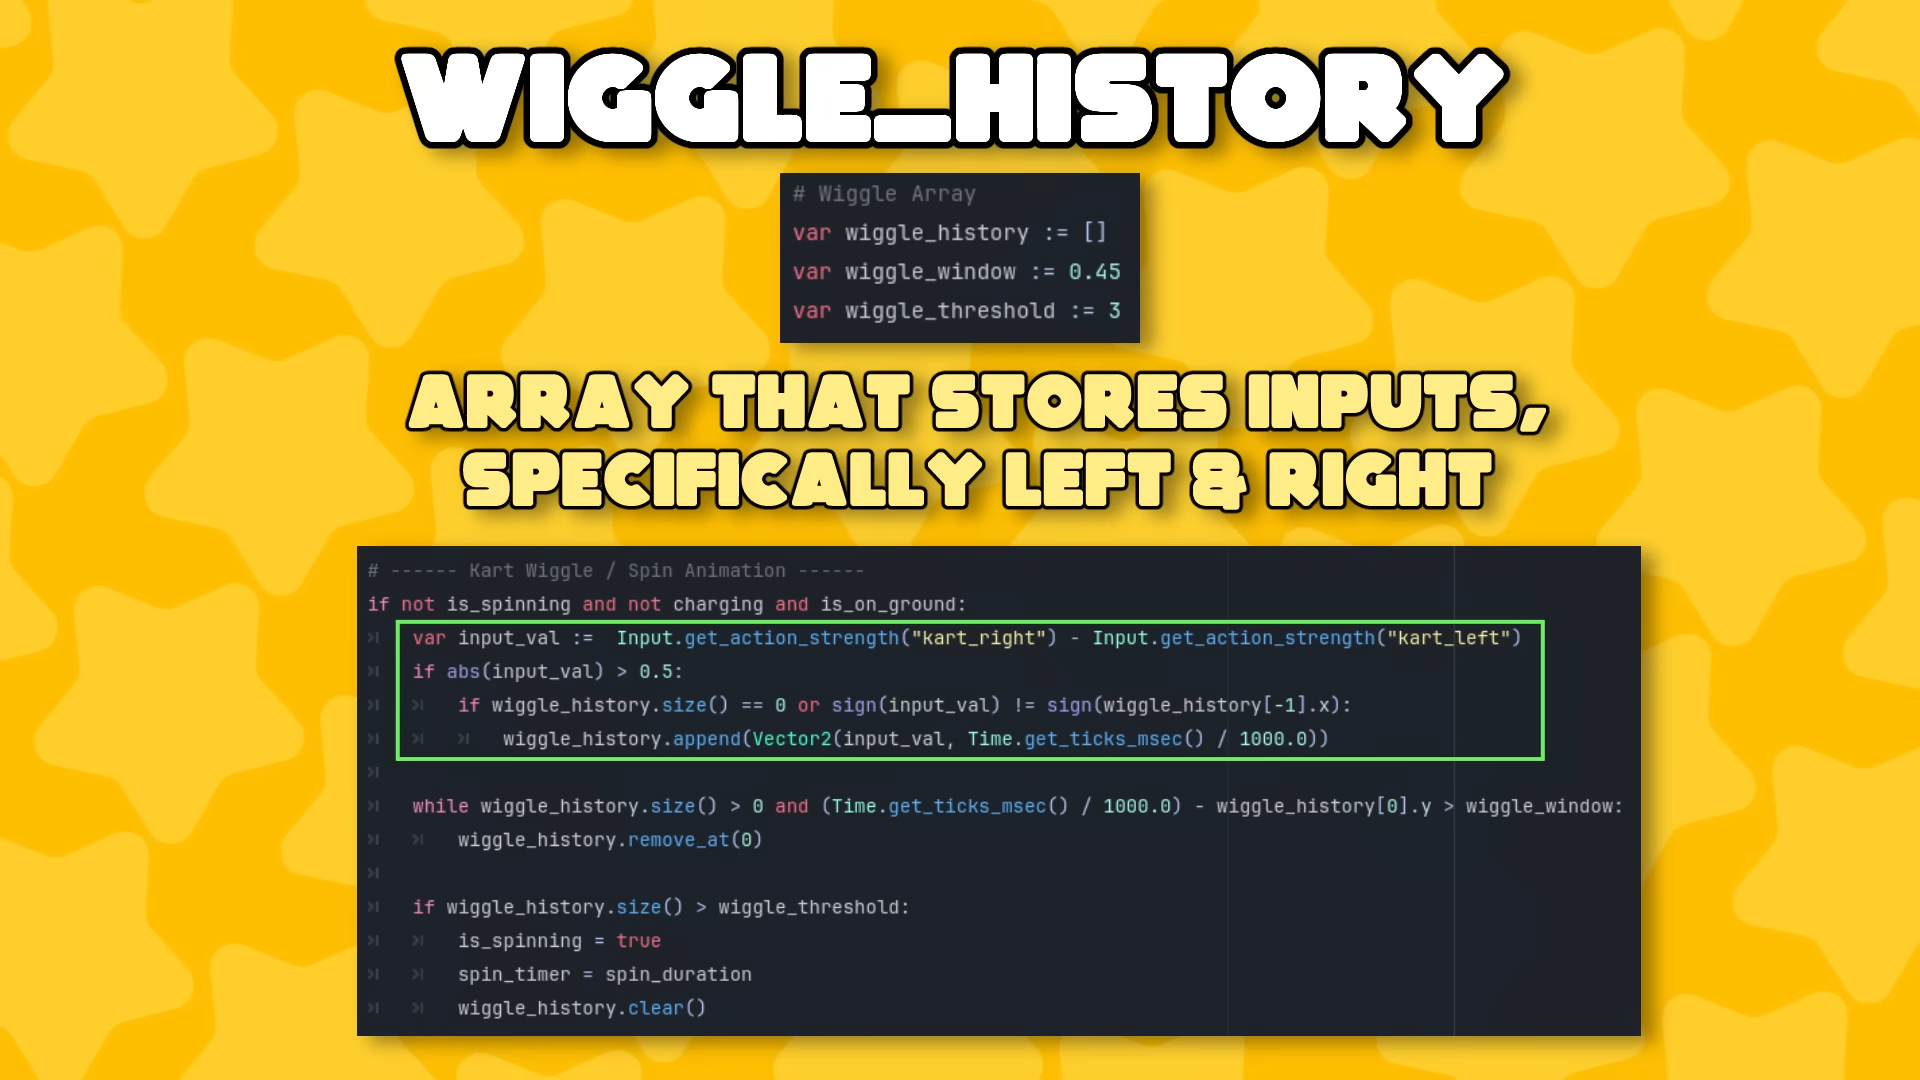 WIGGLE_HISTORY
# Wiggle Array
var wiggle_history := []
var wiggle_window := 0.45
var wiggle_threshold := 3
ARRAY THAT STORES INPUTS,
SPECIFICALLY LEFT & RIGHT
# ------ Kart Wiggle / Spin Animation ------
if not is_spinning and not charging and is_on_ground:
var input_val :=  Input.get_action_strength("kart_right") - Input.get_action_strength("kart_left")
if abs(input_val) > 0.5:
if wiggle_history.size() == 0 or sign(input_val) != sign(wiggle_history[-1].x):
wiggle_history.append(Vector2(input_val, Time.get_ticks_msec() / 1000.0))
while wiggle_history.size() > 0 and (Time.get_ticks_msec() / 1000.0) - wiggle_history[0].y > wiggle_window:
wiggle_history.remove_at(0)
if wiggle_history.size() > wiggle_threshold:
is_spinning = true
spin_timer = spin_duration
wiggle_history.clear()